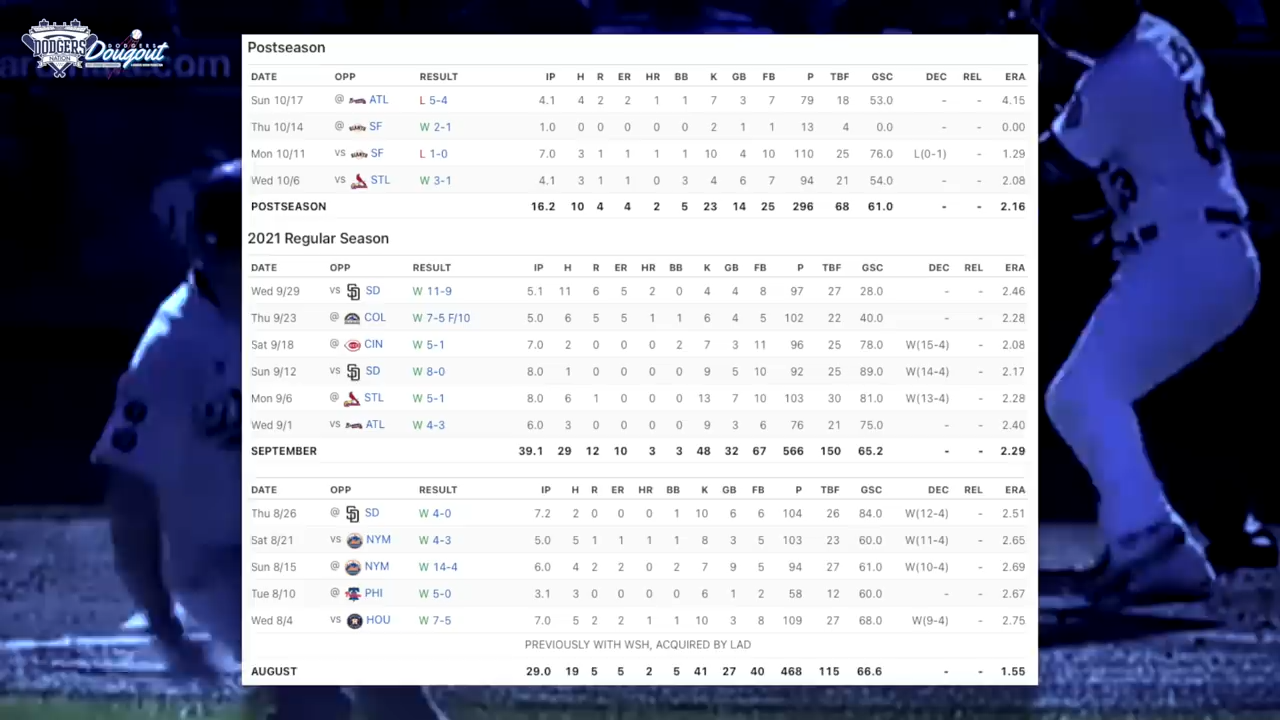 DODGERS
NATION
DODGERS
Dougout
Postseason
DATE OPP RESULT IP H R ER HR BB K GB FB P TBF GSC DEC REL ERA
Sun 10/17 @ ATL L 5-4 4.1 4 2 2 1 1 7 3 7 79 18 53.0 - - 4.15
Thu 10/14 @ SF W 2-1 1.0 0 0 0 0 0 2 1 1 13 4 0.0 - - 0.00
Mon 10/11 vs SF L 1-0 7.0 3 1 1 1 1 10 4 10 110 25 76.0 L(0-1) - 1.29
Wed 10/6 vs STL W 3-1 4.1 3 1 1 0 3 4 6 7 94 21 54.0 - - 2.08
POSTSEASON 16.2 10 4 4 2 5 23 14 25 296 68 61.0 - - 2.16
2021 Regular Season
DATE OPP RESULT IP H R ER HR BB K GB FB P TBF GSC DEC REL ERA
Wed 9/29 vs SD W 11-9 5.1 11 6 5 2 0 4 4 8 97 27 28.0 - - 2.46
Thu 9/23 @ COL W 7-5 F/10 5.0 6 5 5 1 1 6 4 5 102 22 40.0 - - 2.28
Sat 9/18 @ CIN W 5-1 7.0 2 0 0 0 2 7 3 11 96 25 78.0 W(15-4) - 2.08
Sun 9/12 vs SD W 8-0 8.0 1 0 0 0 0 9 5 10 92 25 89.0 W(14-4) - 2.17
Mon 9/6 @ STL W 5-1 8.0 6 1 0 0 0 13 7 10 103 30 81.0 W(13-4) - 2.28
Wed 9/1 vs ATL W 4-3 6.0 3 0 0 0 0 9 3 6 76 21 75.0 - - 2.40
SEPTEMBER 39.1 29 12 10 3 3 48 32 67 566 150 65.2 - - 2.29
DATE OPP RESULT IP H R ER HR BB K GB FB P TBF GSC DEC REL ERA
Thu 8/26 @ SD W 4-0 7.2 2 0 0 0 1 10 6 6 104 26 84.0 W(12-4) - 2.51
Sat 8/21 vs NYM W 4-3 5.0 5 1 1 1 1 8 3 5 103 23 60.0 W(11-4) - 2.65
Sun 8/15 @ NYM W 14-4 6.0 4 2 2 0 2 7 9 5 94 27 61.0 W(10-4) - 2.69
Tue 8/10 @ PHI W 5-0 3.1 3 0 0 0 0 6 1 2 58 12 60.0 - - 2.67
Wed 8/4 vs HOU W 7-5 7.0 5 2 2 1 1 10 3 8 109 27 68.0 W(9-4) - 2.75
PREVIOUSLY WITH WSH, ACQUIRED BY LAD
AUGUST 29.0 19 5 5 2 5 41 27 40 468 115 66.6 - - 1.55